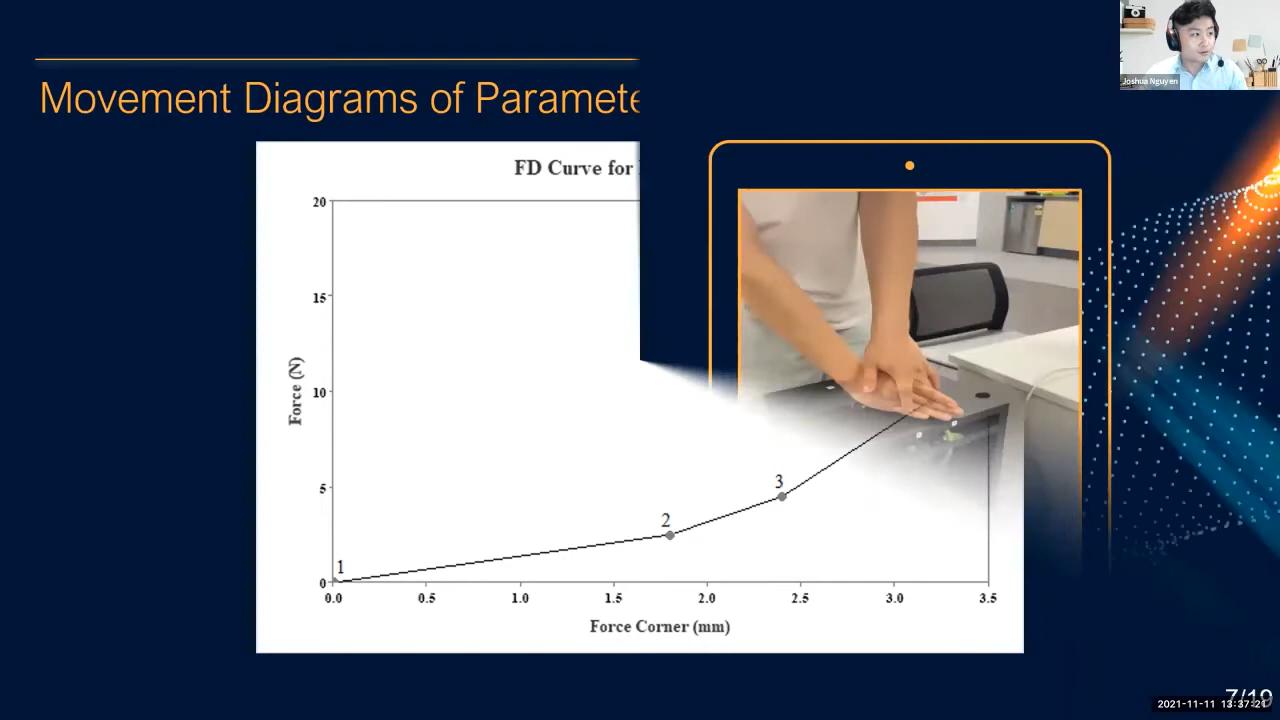 Joshua Nguyen
Movement Diagrams of Paramete
FD Curve for
20
15
10
5
0
Force (N)
1
2
3
0.0 0.5 1.0 1.5 2.0 2.5 3.0 3.5
Force Corner (mm)
7/19
2021-11-11 13:37:21